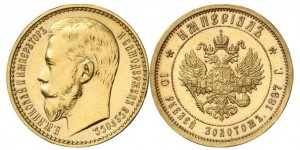 Б. М. НИКОЛАЙ II ИМПЕРАТОРЪ И САМОДЕРЖЕЦЪ ВСЕРОСС.
ИМПЕРІАЛЪ
10 РУБЛЕЙ ЗОЛОТОМЪ. 1897 Г.